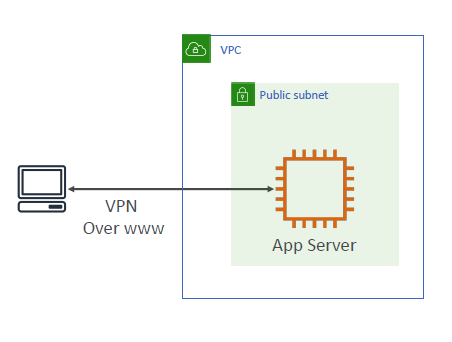 VPC
Public subnet
VPN
Over www
App Server